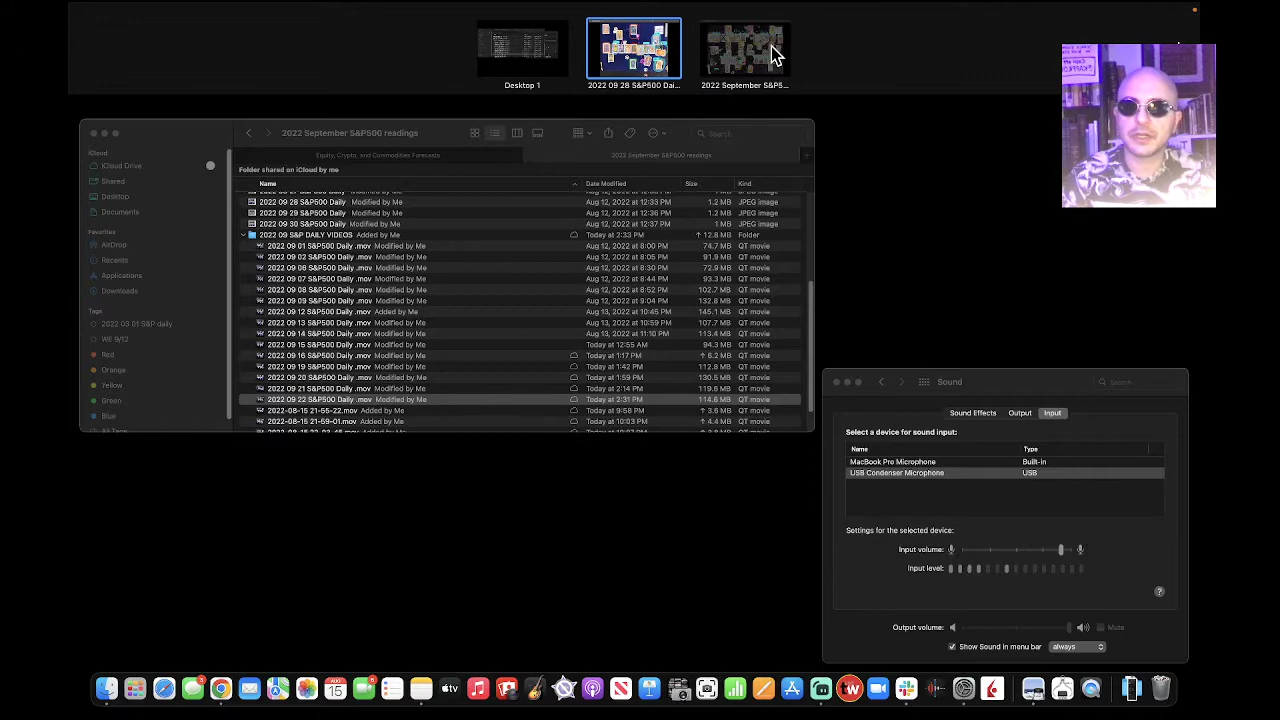 Desktop 1
2022 09 28 S&P500 Dai...
2022 September S&P5...
2022 September S&P500 readings
Search
iCloud
iCloud Drive
Shared
Desktop
Documents
Favorites
AirDrop
Recents
Applications
Downloads
Tags
2022 03 01 S&P daily
WE 9/12
Red
Orange
Yellow
Green
Blue
Equity, Crypto, and Commodities Forecasts
2022 September S&P500 readings
Folder shared on iCloud by me
Name Date Modified Size Kind
2022 09 28 S&P500 Daily Modified by Me Aug 12, 2022 at 12:33 PM 1.2 MB JPEG image
2022 09 29 S&P500 Daily Modified by Me Aug 12, 2022 at 12:36 PM 1.2 MB JPEG image
2022 09 30 S&P500 Daily Modified by Me Aug 12, 2022 at 12:38 PM 1 MB JPEG image
2022 09 S&P DAILY VIDEOS Added by Me Today at 2:33 PM ↑ 12.8 MB Folder
2022 09 01 S&P500 Daily .mov Modified by Me Aug 12, 2022 at 8:00 PM 74.7 MB QT movie
2022 09 02 S&P500 Daily .mov Modified by Me Aug 12, 2022 at 8:05 PM 91.9 MB QT movie
2022 09 06 S&P500 Daily .mov Modified by Me Aug 12, 2022 at 8:30 PM 72.9 MB QT movie
2022 09 07 S&P500 Daily .mov Modified by Me Aug 12, 2022 at 8:44 PM 93.3 MB QT movie
2022 09 08 S&P500 Daily .mov Modified by Me Aug 12, 2022 at 8:52 PM 102.7 MB QT movie
2022 09 09 S&P500 Daily .mov Modified by Me Aug 12, 2022 at 9:04 PM 132.8 MB QT movie
2022 09 12 S&P500 Daily .mov Added by Me Aug 13, 2022 at 10:45 PM 145.1 MB QT movie
2022 09 13 S&P500 Daily .mov Modified by Me Aug 13, 2022 at 10:59 PM 107.7 MB QT movie
2022 09 14 S&P500 Daily .mov Modified by Me Aug 13, 2022 at 11:10 PM 113.4 MB QT movie
2022 09 15 S&P500 Daily .mov Modified by Me Today at 12:55 AM 94.3 MB QT movie
2022 09 16 S&P500 Daily .mov Modified by Me Today at 1:17 PM ↑ 6.2 MB QT movie
2022 09 19 S&P500 Daily .mov Modified by Me Today at 1:42 PM 112.8 MB QT movie
2022 09 20 S&P500 Daily .mov Modified by Me Today at 1:59 PM 130.5 MB QT movie
2022 09 21 S&P500 Daily .mov Modified by Me Today at 2:14 PM 119.6 MB QT movie
2022 09 22 S&P500 Daily .mov Modified by Me Today at 2:31 PM 114.6 MB QT movie
2022-08-15 21-55-22.mov Added by Me Today at 9:58 PM ↑ 3.6 MB QT movie
2022-08-15 21-59-01.mov Added by Me Today at 10:03 PM ↑ 4.4 MB QT movie
Sound
Search
Sound Effects Output Input
Select a device for sound input:
Name Type
MacBook Pro Microphone Built-in
USB Condenser Microphone USB
Settings for the selected device:
Input volume:
Input level:
?
Output volume: Mute
Show Sound in menu bar always
AUG
15